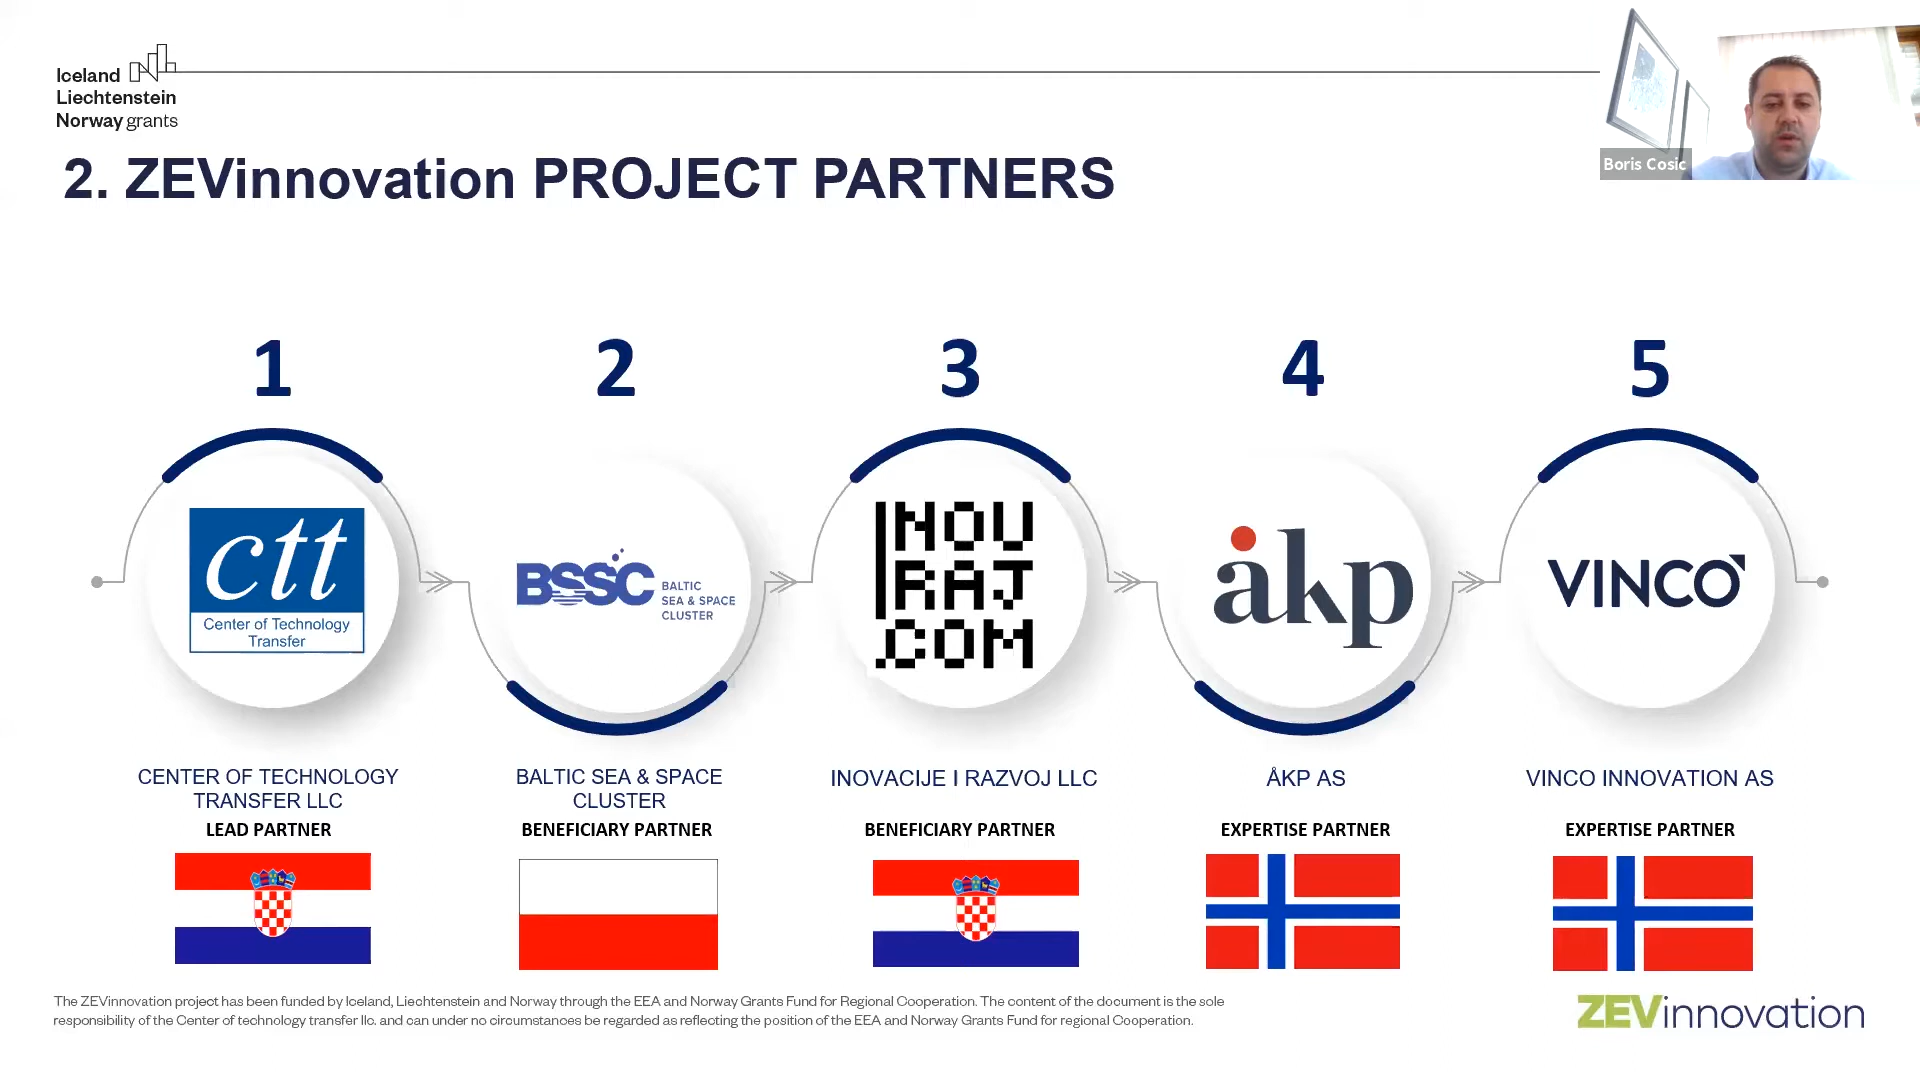 Iceland
Liechtenstein
Norway grants
Boris Cosic
2. ZEVinnovation PROJECT PARTNERS
1
2
3
4
5
ctt
Center of Technology
Transfer
BSSC
BALTIC
SEA & SPACE
CLUSTER
INOV
RAJ
.COM
åkp
VINCO
CENTER OF TECHNOLOGY
TRANSFER LLC
LEAD PARTNER
BALTIC SEA & SPACE
CLUSTER
BENEFICIARY PARTNER
INOVACIJE I RAZVOJ LLC
BENEFICIARY PARTNER
ÅKP AS
EXPERTISE PARTNER
VINCO INNOVATION AS
EXPERTISE PARTNER
The ZEVinnovation project has been funded by Iceland, Liechtenstein and Norway through the EEA and Norway Grants Fund for Regional Cooperation. The content of the document is the sole
responsibility of the Center of technology transfer llc. and can under no circumstances be regarded as reflecting the position of the EEA and Norway Grants Fund for regional Cooperation.
ZEVinnovation